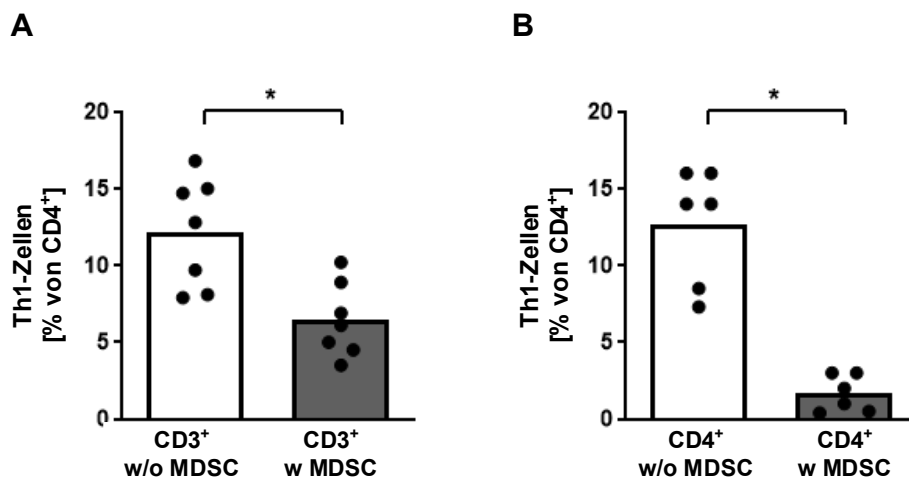 A
Th1-Zellen
[% von CD4⁺]
20
15
10
5
0
*
CD3⁺
w/o MDSC
CD3⁺
w MDSC
B
Th1-Zellen
[% von CD4⁺]
20
15
10
5
0
*
CD4⁺
w/o MDSC
CD4⁺
w MDSC